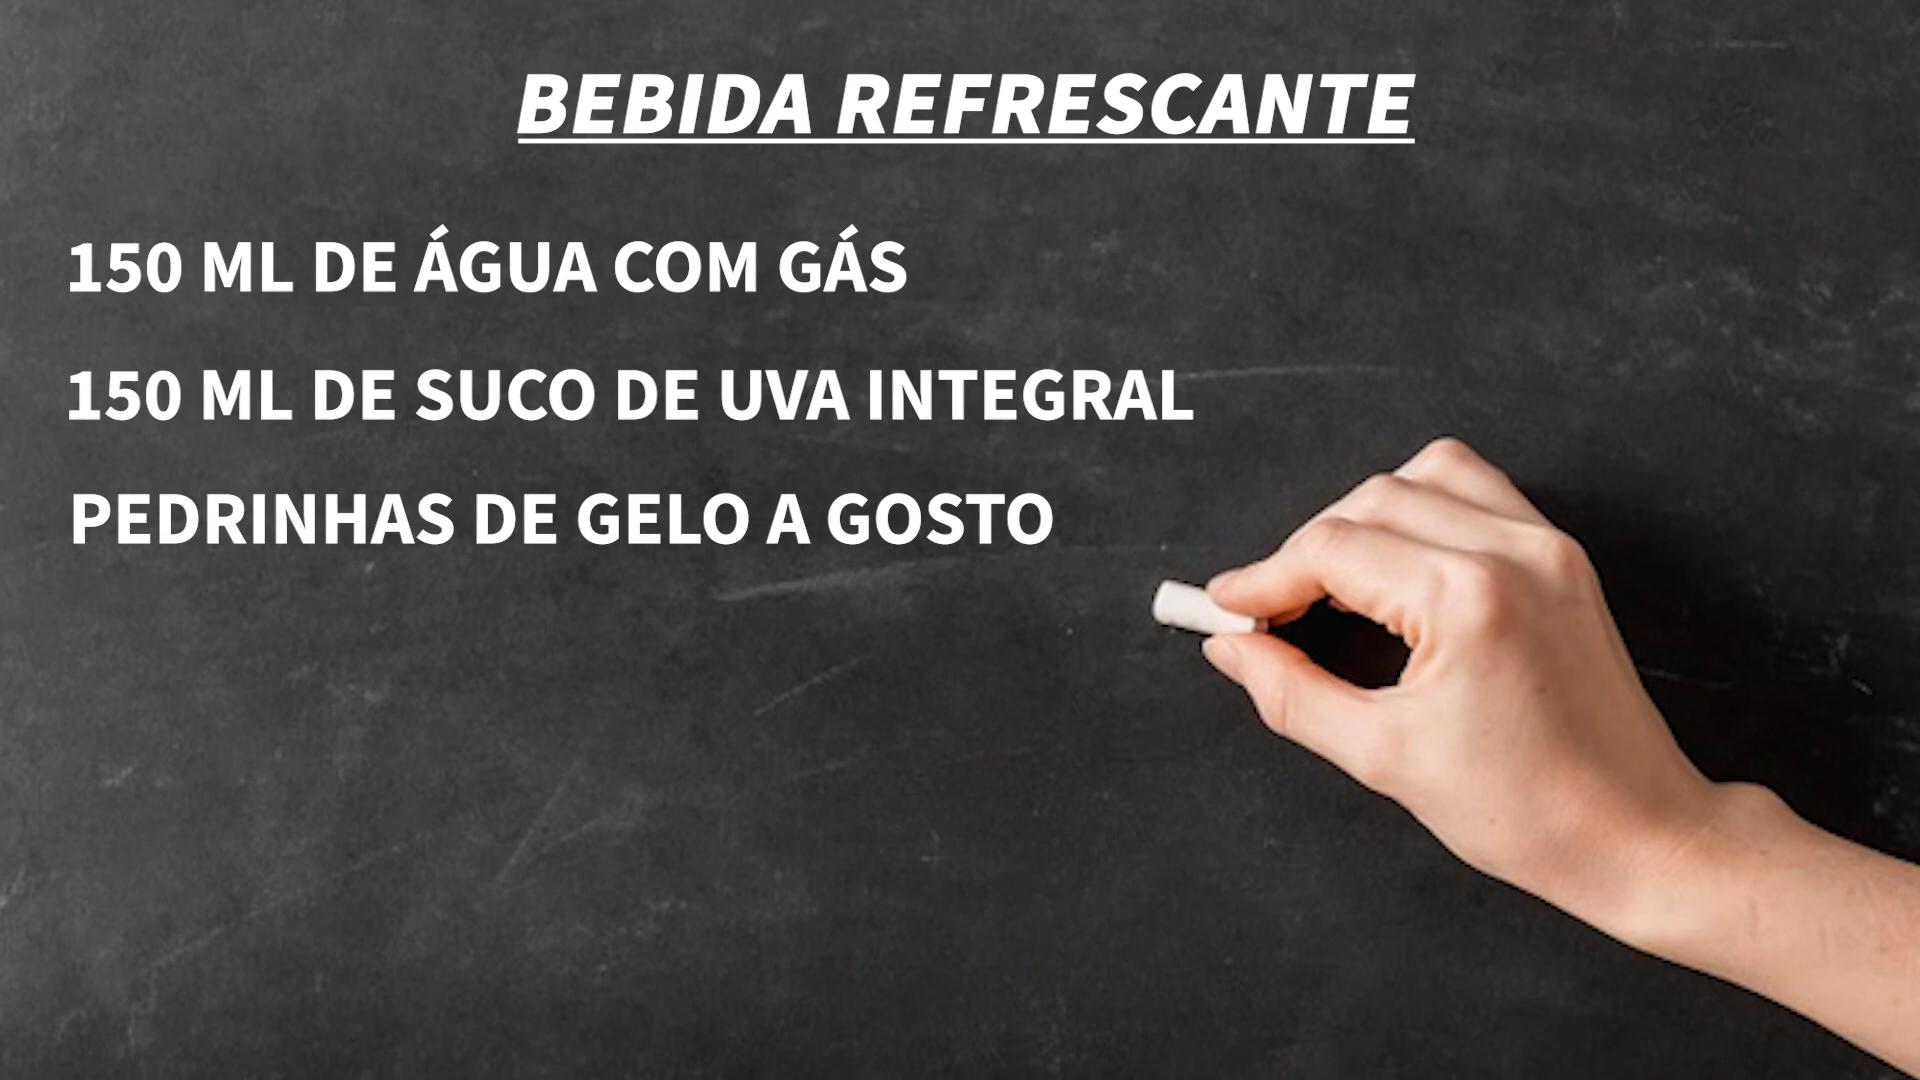 BEBIDA REFRESCANTE
150 ML DE ÁGUA COM GÁS
150 ML DE SUCO DE UVA INTEGRAL
PEDRINHAS DE GELO A GOSTO